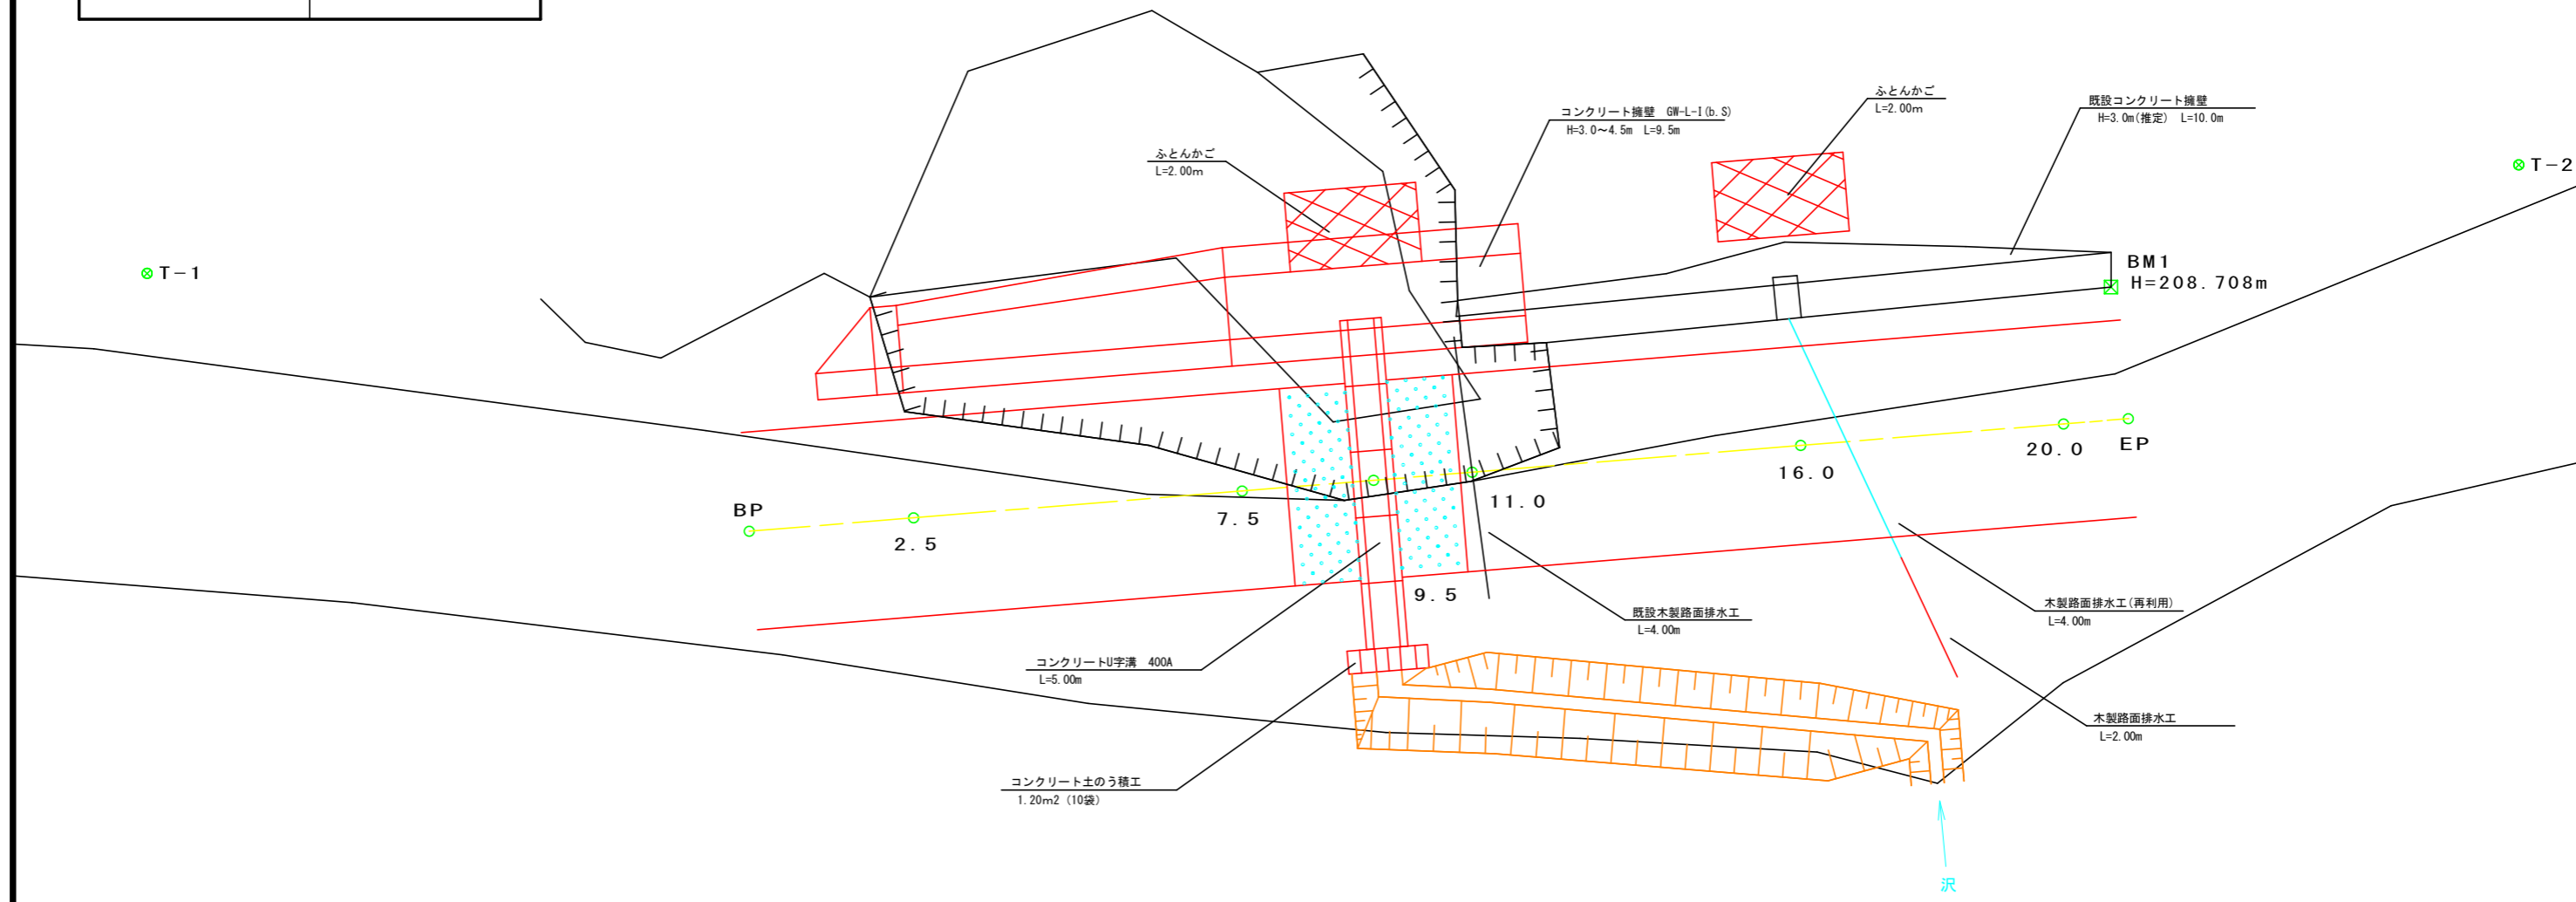 ふとんかご
L=2.00m
既設コンクリート擁壁
H=3.0m(推定) L=10.0m
コンクリート擁壁 GW-L-I(b.S)
H=3.0～4.5m L=9.5m
ふとんかご
L=2.00m
T-2
T-1
BM1
H=208.708m
BP
2.5
7.5
9.5
11.0
16.0
20.0
EP
既設木製路面排水工
L=4.00m
木製路面排水工(再利用)
L=4.00m
コンクリートU字溝 400A
L=5.00m
木製路面排水工
L=2.00m
コンクリート土のう積工
1.20m2 (10袋)
沢